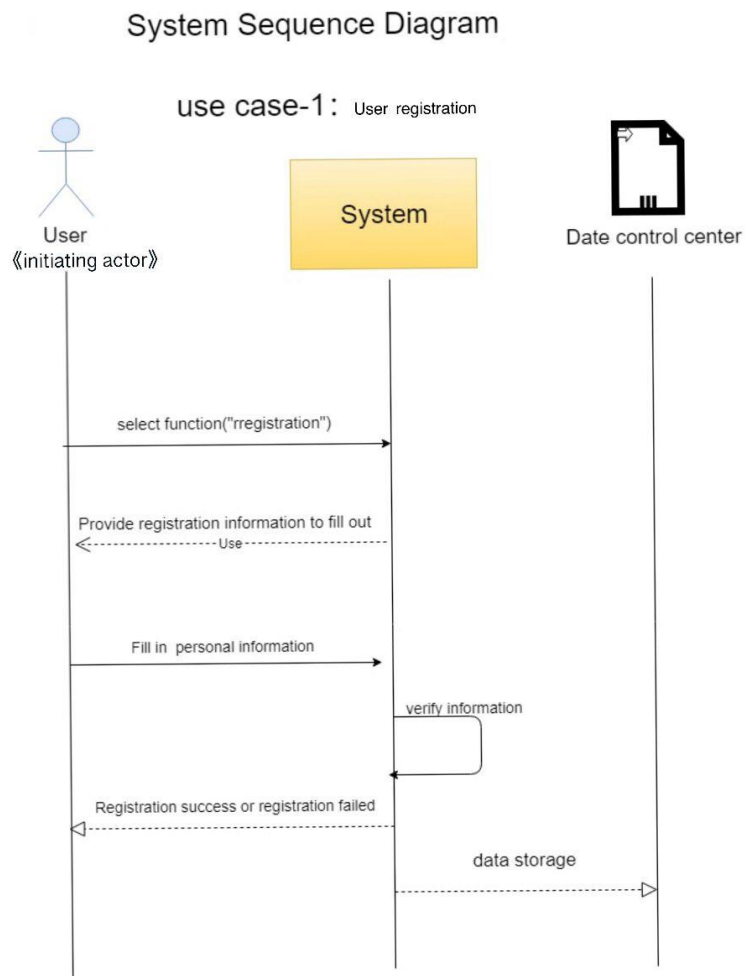 System Sequence Diagram
use case-1: User registration
System
User
《initiating actor》
Date control center
select function("rregistration")
Provide registration information to fill out
Use
Fill in personal information
verify information
Registration success or registration failed
data storage